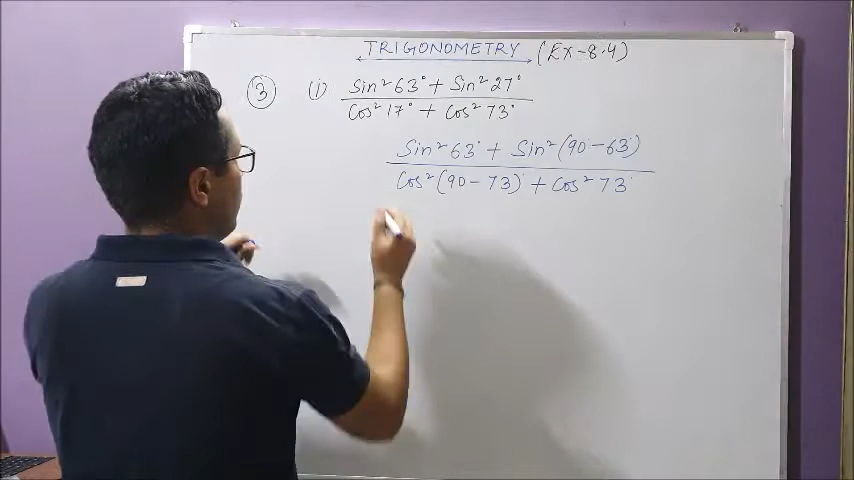 TRIGONOMETRY (Ex-8.4)
③ (i) Sin²63° + Sin²27°
Cos²17° + Cos²73°
Sin²63° + Sin²(90°-63°)
Cos²(90-73)° + Cos²73°